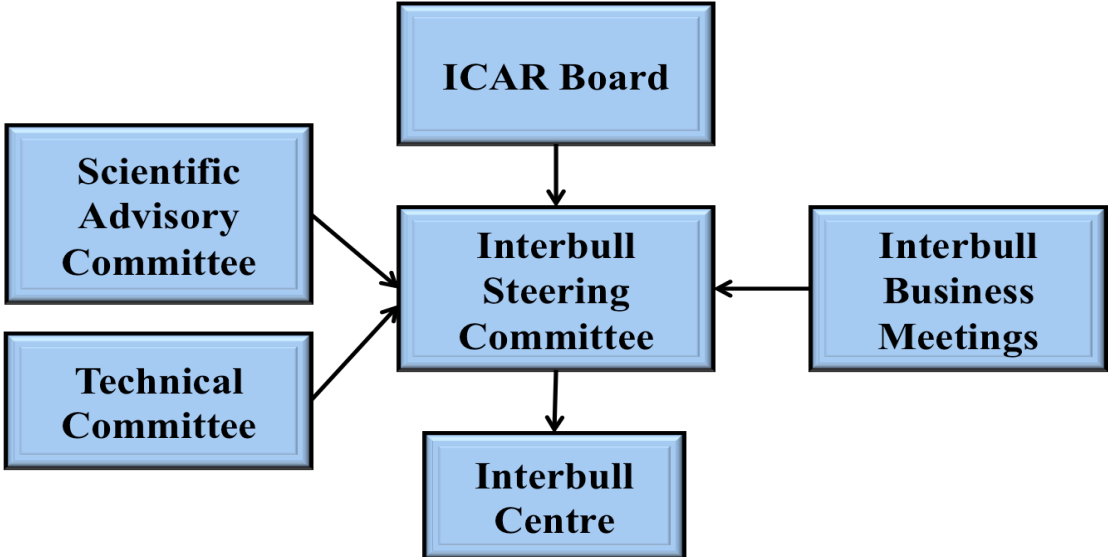 ICAR Board
Scientific
Advisory
Committee
Interbull
Steering
Committee
Interbull
Business
Meetings
Technical
Committee
Interbull
Centre